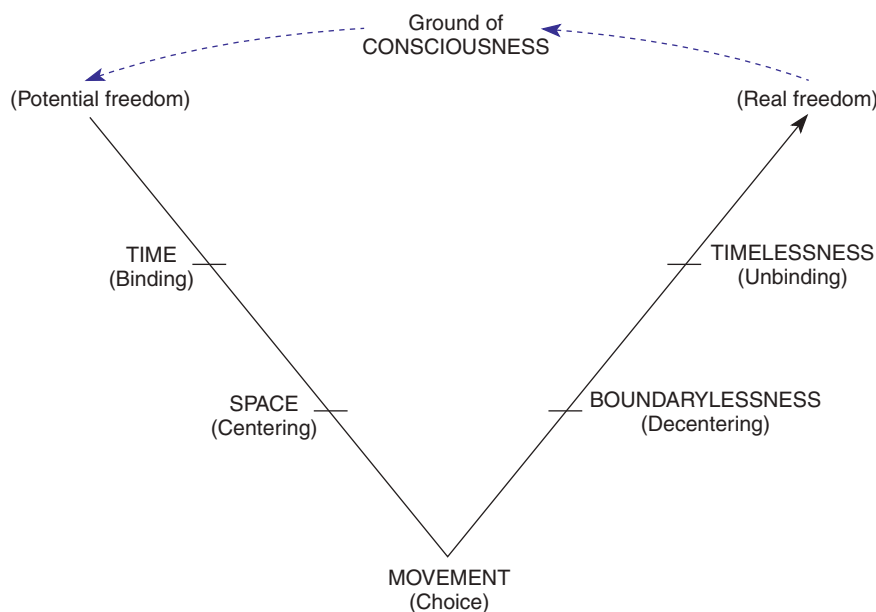 Ground of
CONSCIOUSNESS
(Potential freedom)
(Real freedom)
TIME
(Binding)
TIMELESSNESS
(Unbinding)
SPACE
(Centering)
BOUNDARYLESSNESS
(Decentering)
MOVEMENT
(Choice)